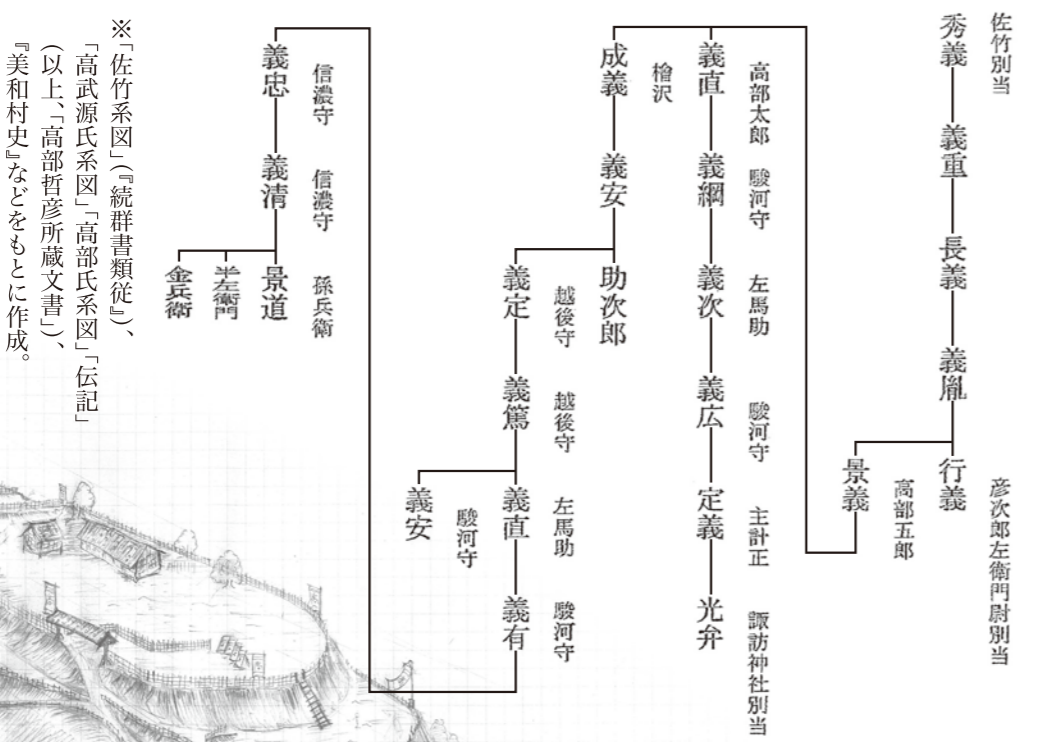 佐竹別当
秀義
義重
長義
義胤
彦次郎左衛門尉別当
行義
高部五郎
景義
高部太郎
義直
駿河守
義綱
左馬助
義次
駿河守
義広
主計正
定義
諏訪神社別当
光弁
檜沢
成義
義安
助次郎
越後守
義定
越後守
義篤
左馬助
義直
駿河守
義安
駿河守
義有
信濃守
義忠
信濃守
義清
孫兵衛
景道
半左衛門
金兵衛
※「佐竹系図」(『続群書類従』)、
「高武源氏系図」「高部氏系図」「伝記」
(以上、「高部哲彦所蔵文書」)、
『美和村史』などをもとに作成。